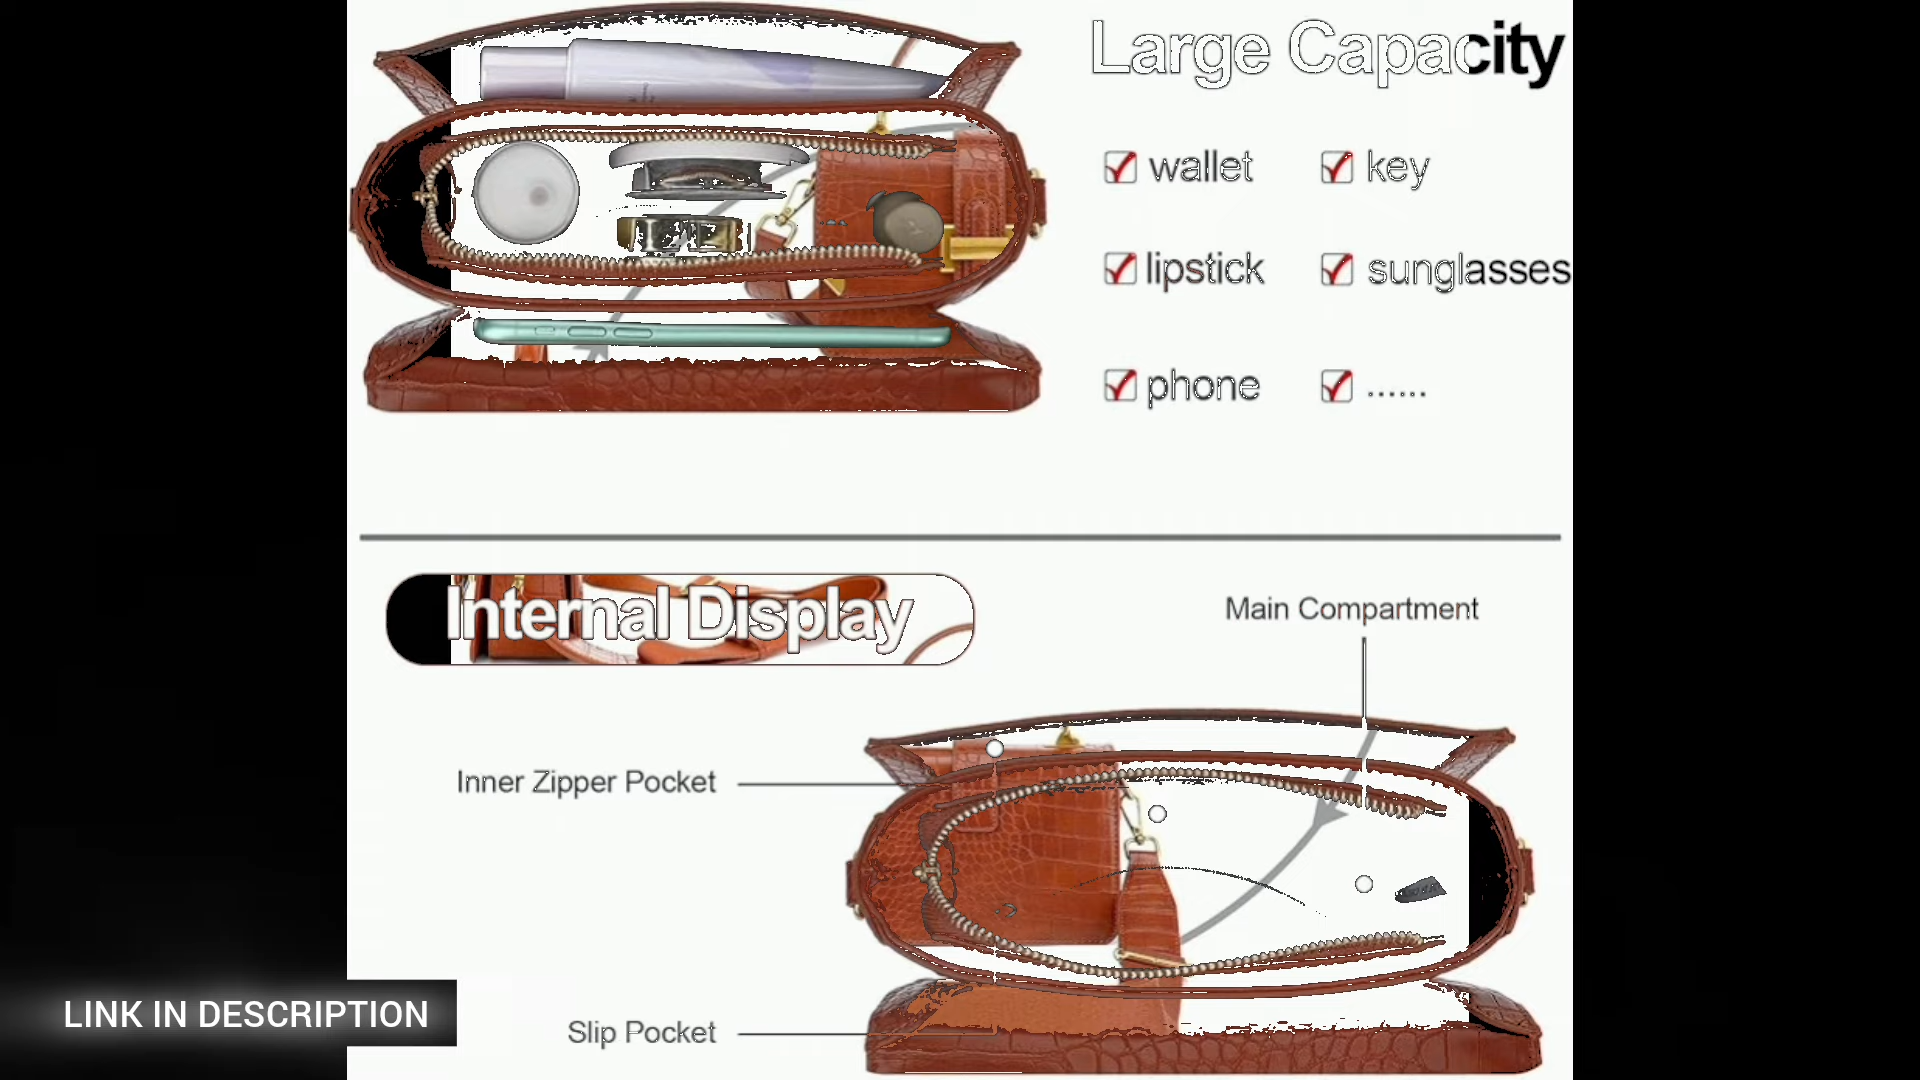 Large Capacity
wallet
key
lipstick
sunglasses
phone
......
Internal Display
Main Compartment
Inner Zipper Pocket
Slip Pocket
LINK IN DESCRIPTION